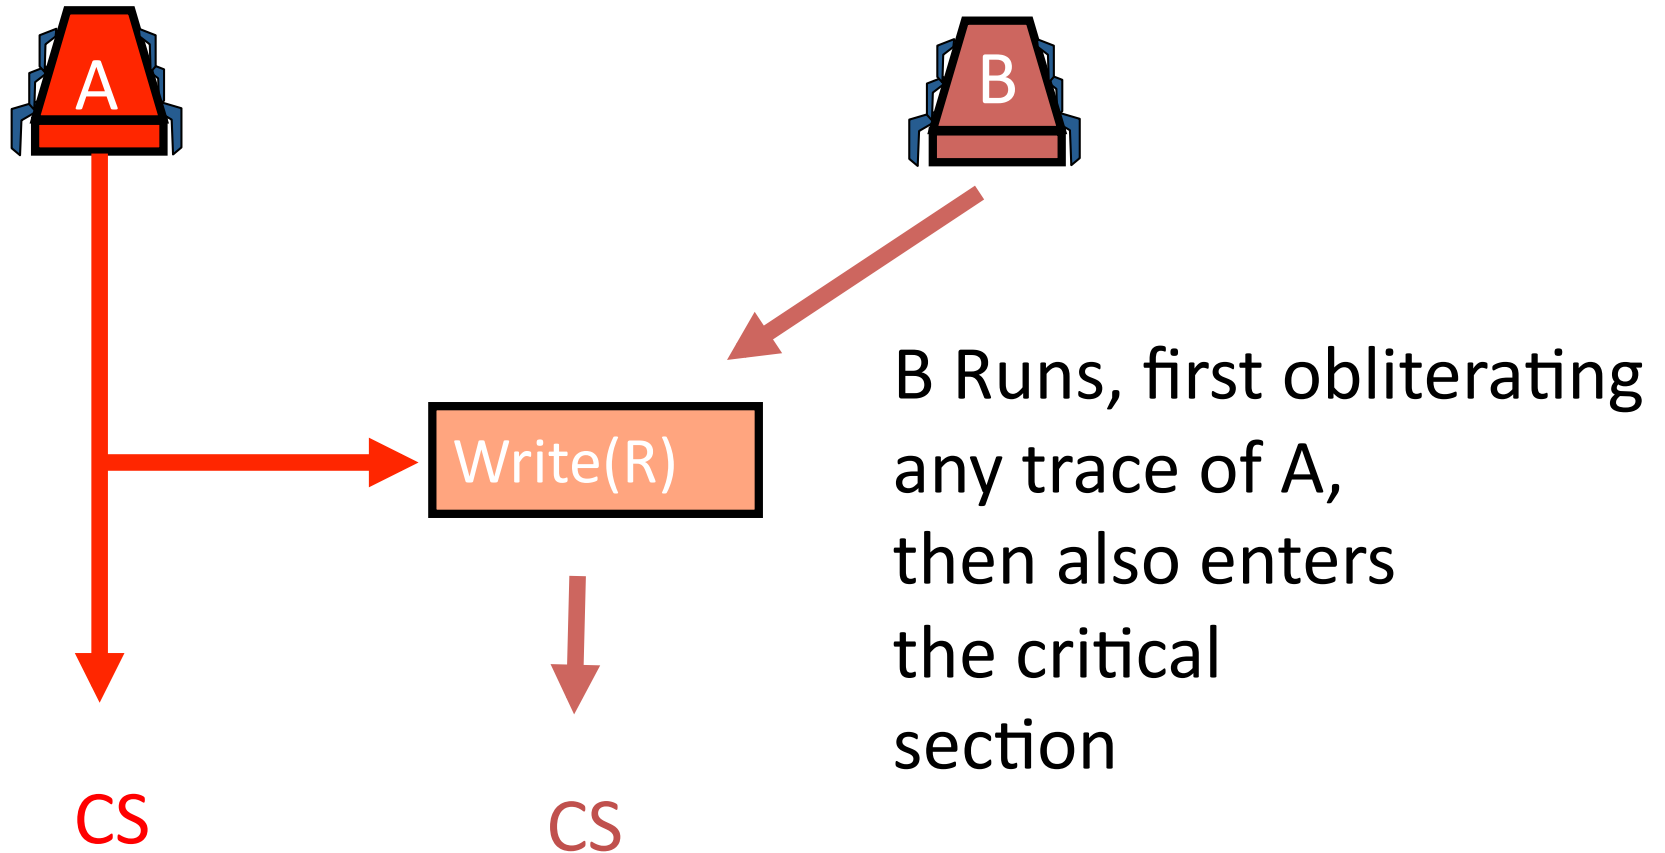 A
B
B Runs, first obliterating
any trace of A,
Write(R)
then also enters
the critical
section
CS
CS